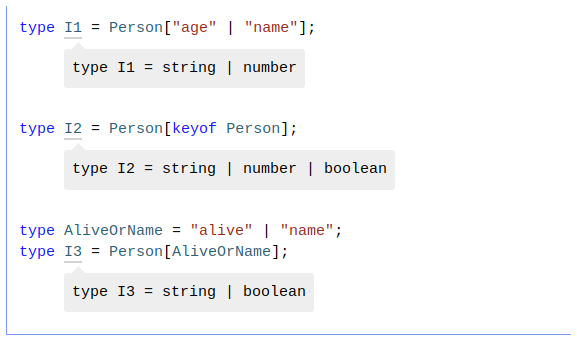 type I1 = Person["age" | "name"];
type I1 = string | number
type I2 = Person[keyof Person];
type I2 = string | number | boolean
type AliveOrName = "alive" | "name";
type I3 = Person[AliveOrName];
type I3 = string | boolean